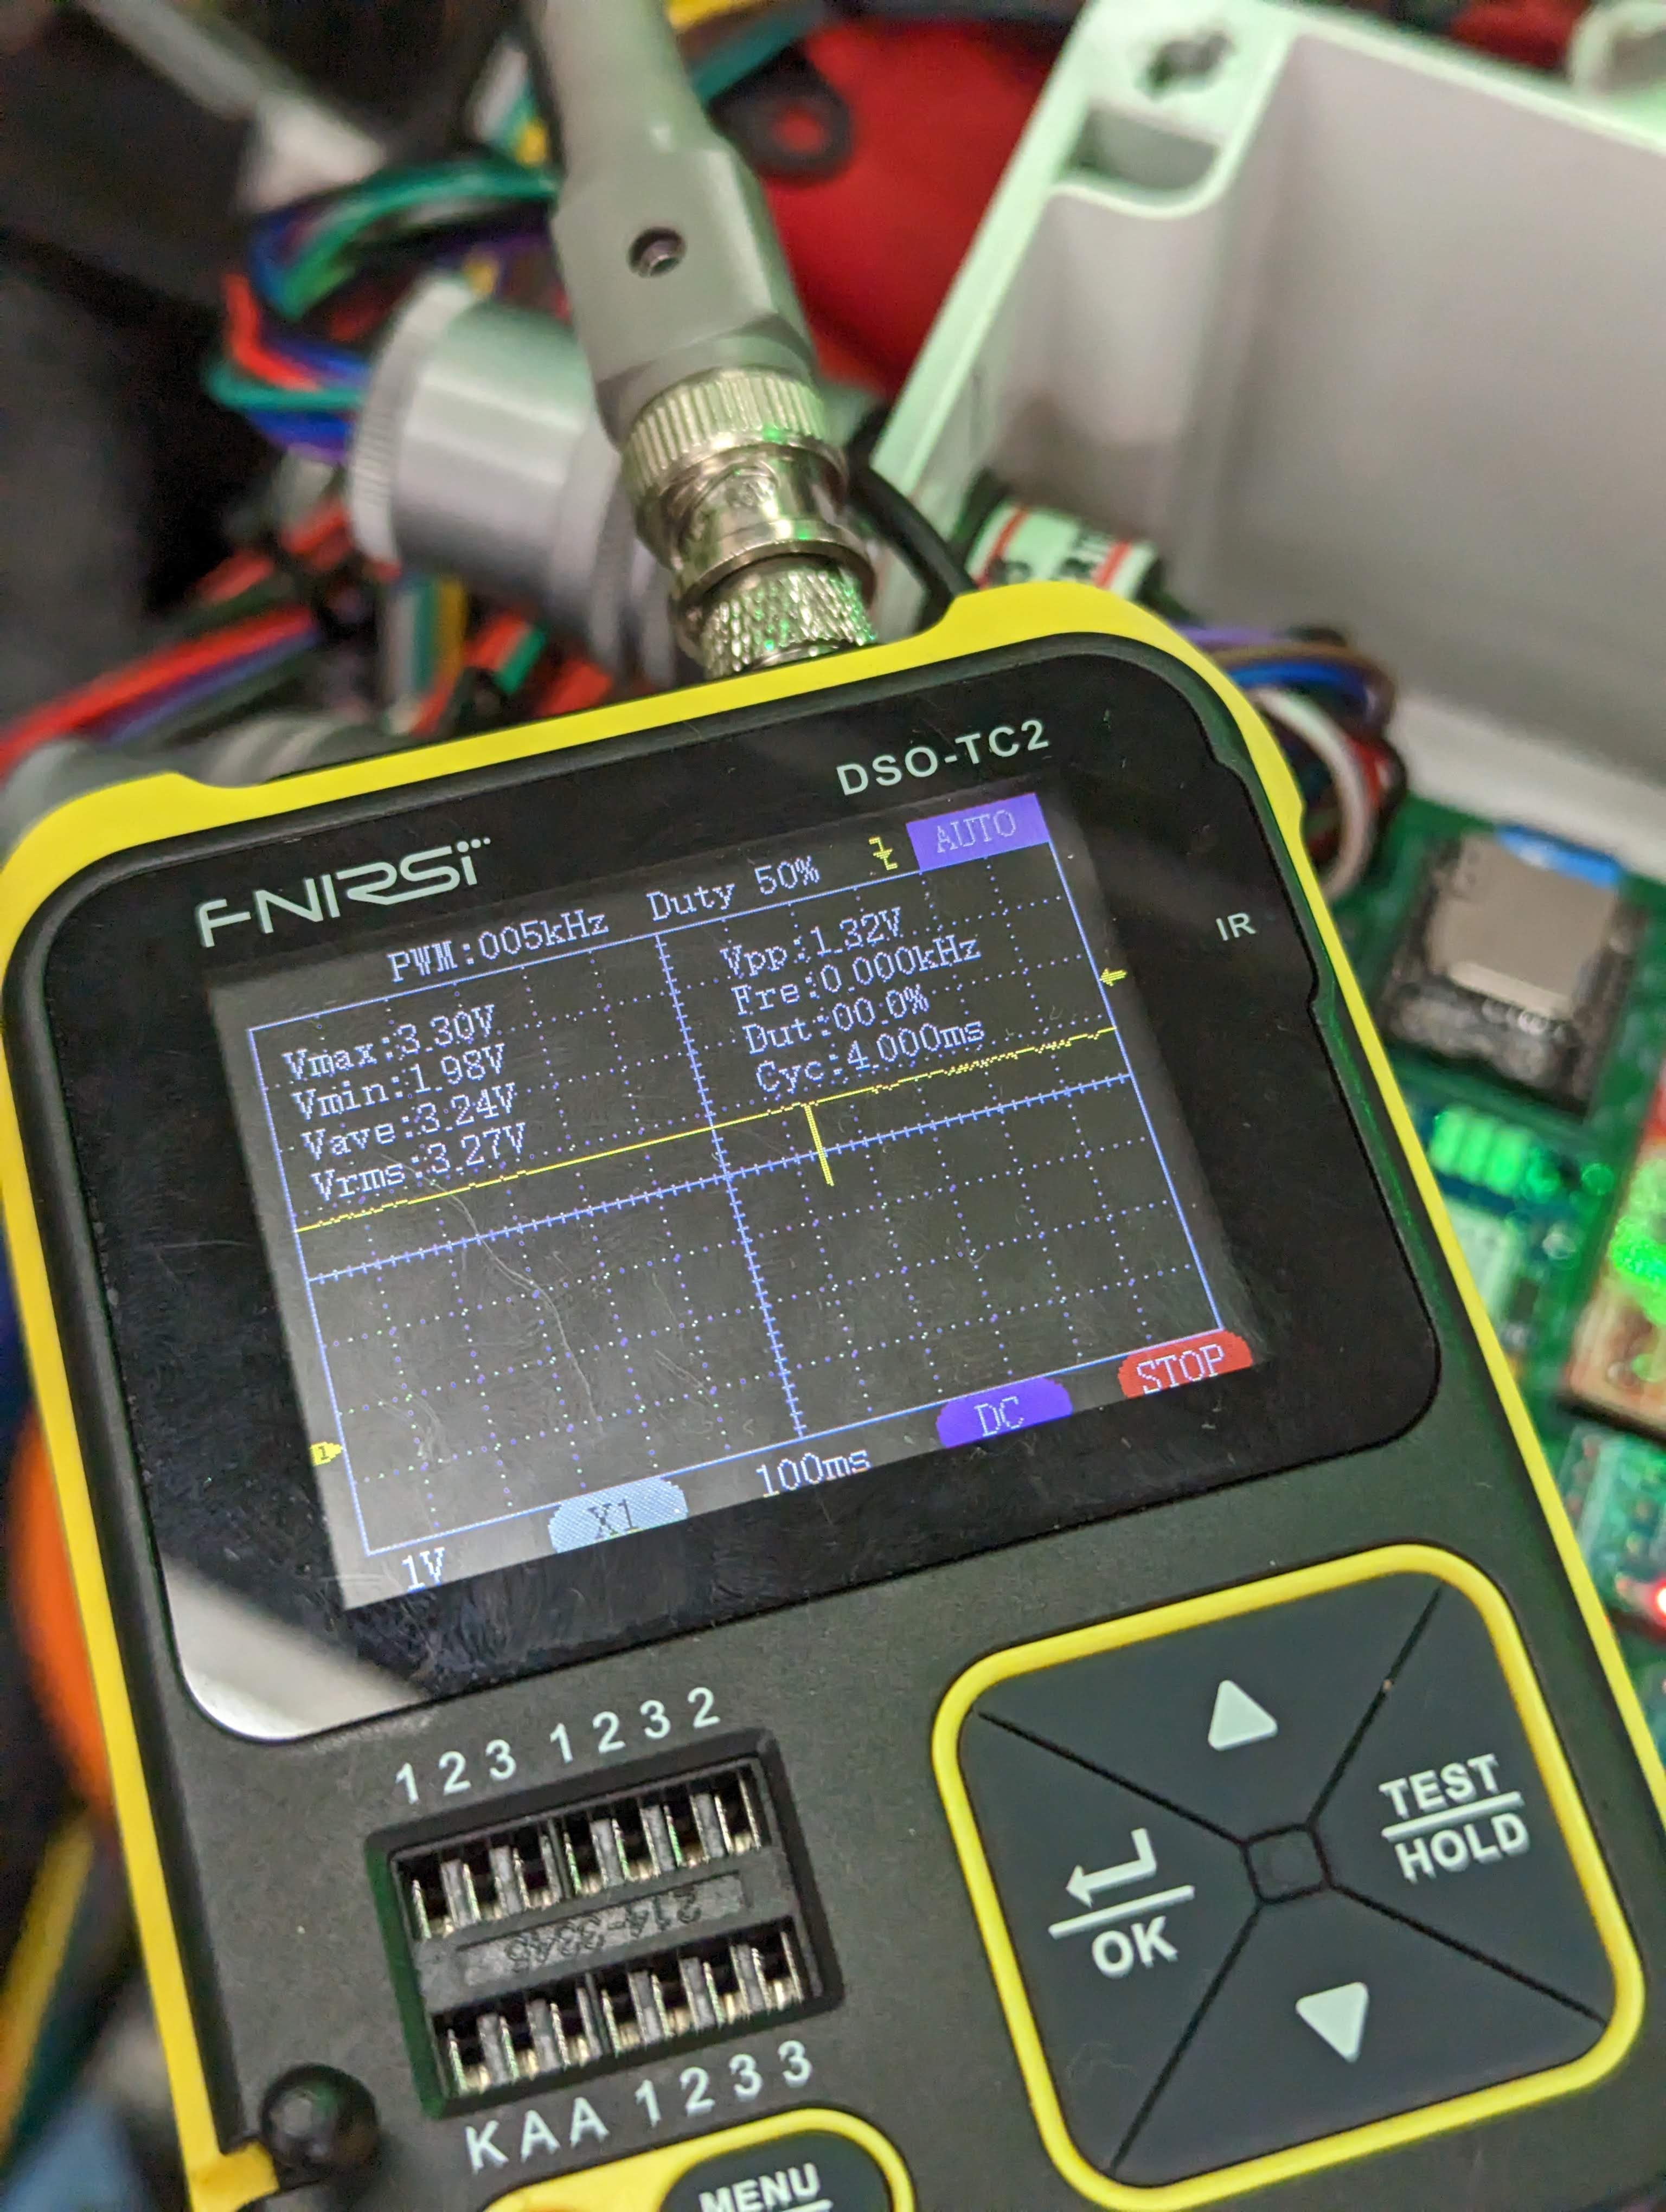 DSO-TC2
FNIRSI
IR
PWM:005kHz Duty 50% AUTO
Vmax:3.30V Vpp:1.32V
Vmin:1.98V Fre:0.000kHz
Vave:3.24V Dut:00.0%
Vrms:3.27V Cyc:4.000ms
1
1V X1 100ms DC STOP
1 2 3 1 2 3 2
K A A 1 2 3 3
TEST
HOLD
OK
MENU